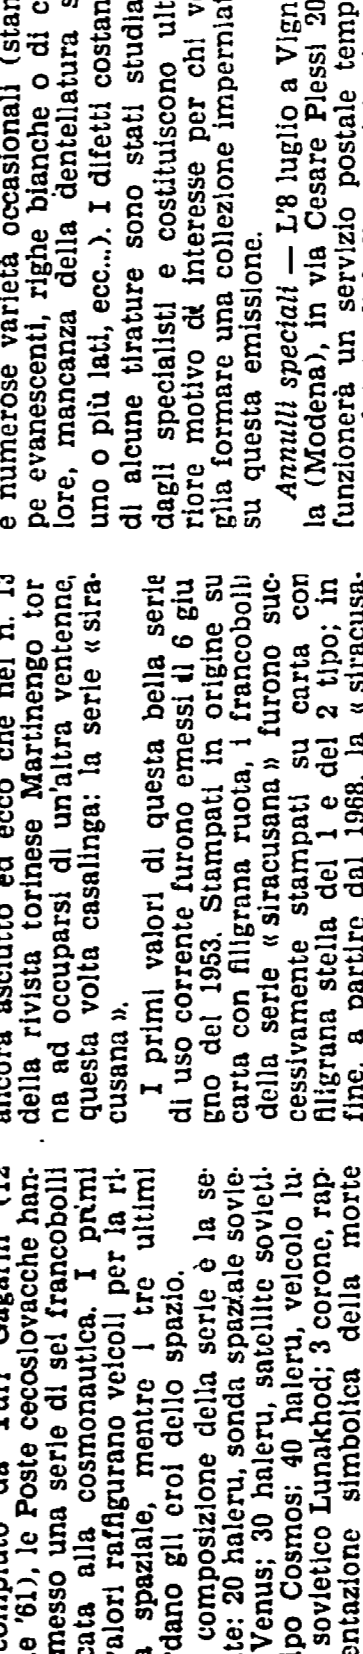 compiuto da Yuri Gagarin (12
e '61), le Poste cecoslovacche han-
messo una serie di sei francobolli
cata alla cosmonautica. I primi
valori raffigurano veicoli per la ri-
a spaziale, mentre i tre ultimi
rdano gli eroi dello spazio.
composizione della serie è la se-
te: 20 haleru, sonda spaziale sovie-
Venus; 30 haleru, satellite sovieti-
ipo Cosmos; 40 haleru, veicolo lu-
sovietico Lunakhod; 3 corone, rap-
entazione simbolica della morte
ancora asciutto ed ecco che nel n. 13
della rivista torinese Martinengo tor
na ad occuparsi di un'altra ventenne,
questa volta casalinga: la serie « sira-
cusana ».
I primi valori di questa bella serie
di uso corrente furono emessi il 6 giu
gno del 1953. Stampati in origine su
carta con filigrana ruota, i francobolli
della serie « siracusana » furono suc-
cessivamente stampati su carta con
filigrana stella del 1 e del 2 tipo; in
fine, a partire dal 1968, la « siracusa-
e numerose varietà occasionali (stam
pe evanescenti, righe bianche o di c
lore, mancanza della dentellatura s
uno o più lati, ecc...). I difetti costan
di alcune tirature sono stati studia
dagli specialisti e costituiscono ult
riore motivo di interesse per chi v
glia formare una collezione imperniat
su questa emissione.
Annulli speciali — L'8 luglio a Vign
la (Modena), in via Cesare Plessi 20
funzionerà un servizio postale temp